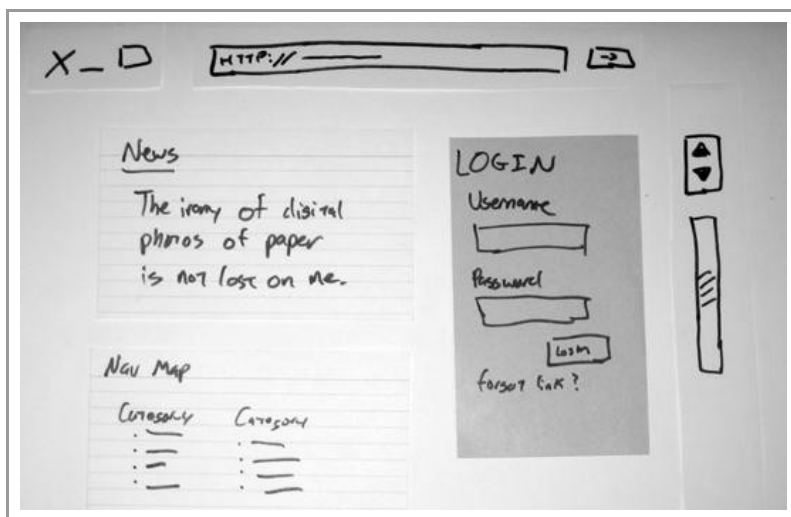 X _
HTTP://
News
The irony of digital
photos of paper
is not lost on me.
LOGIN
Username
Password
Login
forgot link?
Nav Map
Category Category